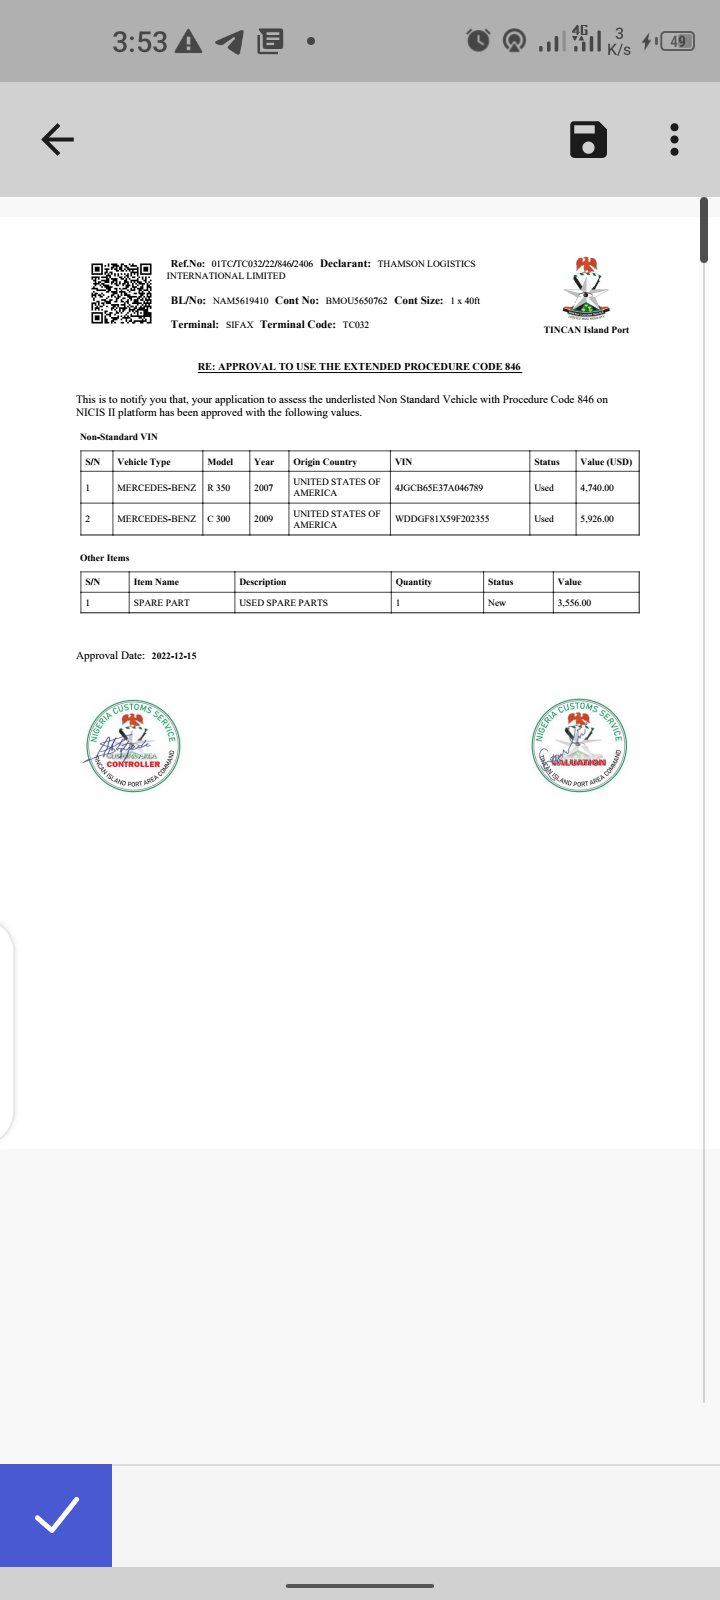 3:53
4G
3
K/s
49
Ref.No: 01TC/TC032/22/846/2406 Declarant: THAMSON LOGISTICS
INTERNATIONAL LIMITED
BL/No: NAM5619410 Cont No: BMOU5650762 Cont Size: 1 x 40ft
Terminal: SIFAX Terminal Code: TC032
TINCAN Island Port
RE: APPROVAL TO USE THE EXTENDED PROCEDURE CODE 846
This is to notify you that, your application to assess the underlisted Non Standard Vehicle with Procedure Code 846 on
NICIS II platform has been approved with the following values.
Non-Standard VIN
S/N Vehicle Type Model Year Origin Country VIN Status Value (USD)
1 MERCEDES-BENZ R 350 2007 UNITED STATES OF AMERICA 4JGCB65E37A046789 Used 4,740.00
2 MERCEDES-BENZ C 300 2009 UNITED STATES OF AMERICA WDDGF81X59F202355 Used 5,926.00
Other Items
S/N Item Name Description Quantity Status Value
1 SPARE PART USED SPARE PARTS 1 New 3,556.00
Approval Date: 2022-12-15
NIGERIA CUSTOMS SERVICE
CONTROLLER
TINCAN ISLAND PORT AREA COMMAND
NIGERIA CUSTOMS SERVICE
VALUATION
TINCAN ISLAND PORT AREA COMMAND